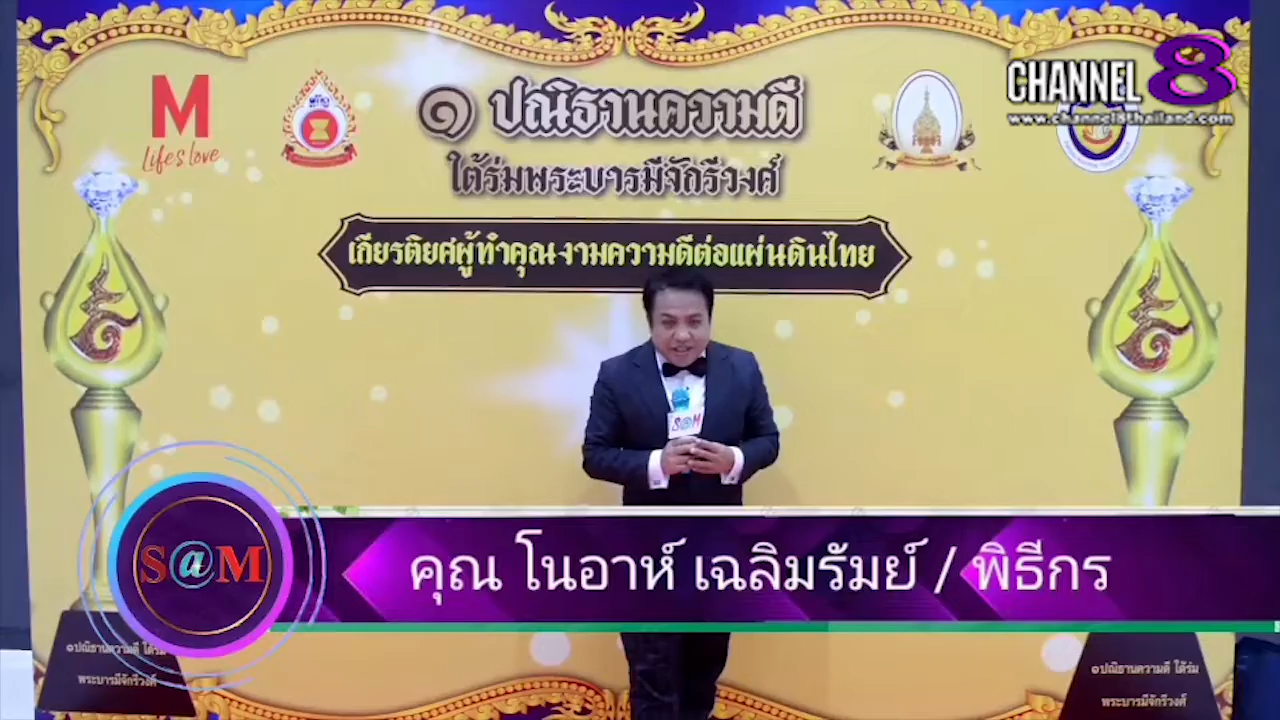 M
Life's love
๑ ปณิธานความดี
ใต้ร่มพระบารมีจักรีวงศ์
เกียรติยศผู้ทำคุณงามความดีต่อแผ่นดินไทย
CHANNEL 8
www.channel8thailand.com
S@M
S@M
คุณ โนอาห์ เฉลิมรัมย์ / พิธีกร
๑ปณิธานความดี ใต้ร่ม
พระบารมีจักรีวงศ์
๑ปณิธานความดี ใต้ร่ม
พระบารมีจักรีวงศ์